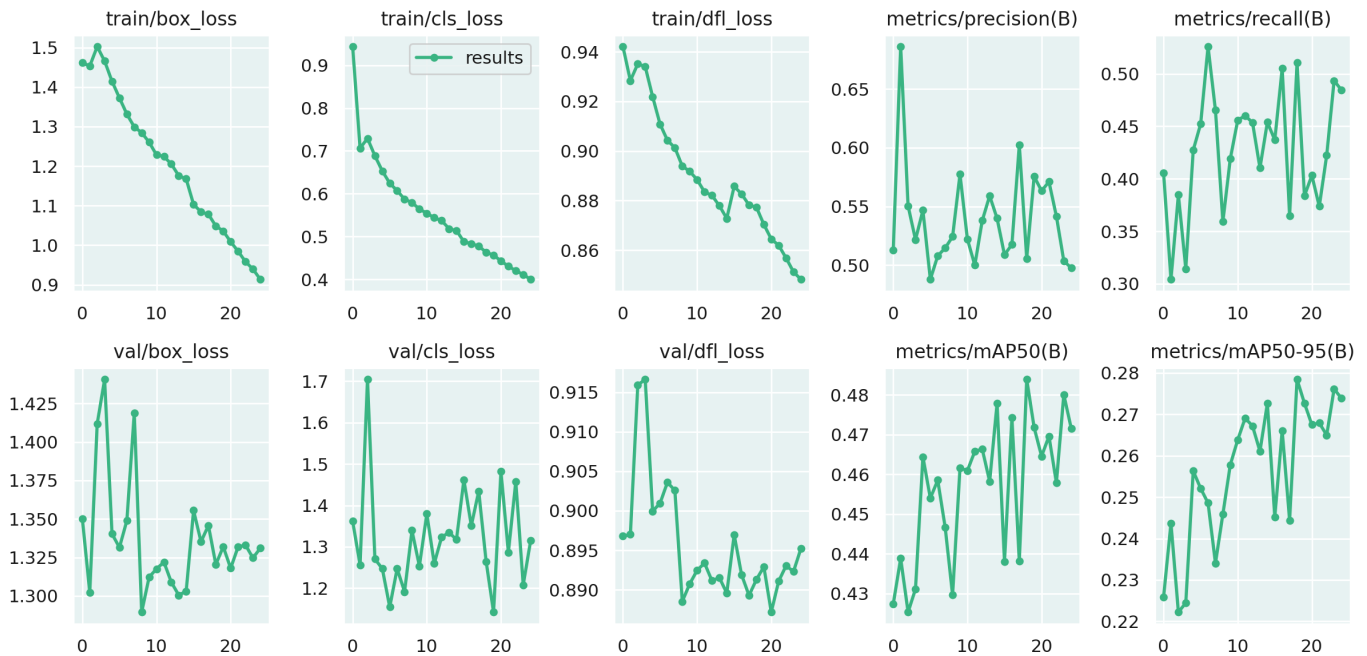 train/box_loss
train/cls_loss
train/dfl_loss
metrics/precision(B)
metrics/recall(B)
1.5
1.4
1.3
1.2
1.1
1.0
0.9
0 10 20
results
0.9
0.8
0.7
0.6
0.5
0.4
0 10 20
0.94
0.92
0.90
0.88
0.86
0 10 20
0.65
0.60
0.55
0.50
0 10 20
0.50
0.45
0.40
0.35
0.30
0 10 20
val/box_loss
val/cls_loss
val/dfl_loss
metrics/mAP50(B)
metrics/mAP50-95(B)
1.425
1.400
1.375
1.350
1.325
1.300
0 10 20
1.7
1.6
1.5
1.4
1.3
1.2
0 10 20
0.915
0.910
0.905
0.900
0.895
0.890
0 10 20
0.48
0.47
0.46
0.45
0.44
0.43
0 10 20
0.28
0.27
0.26
0.25
0.24
0.23
0.22
0 10 20